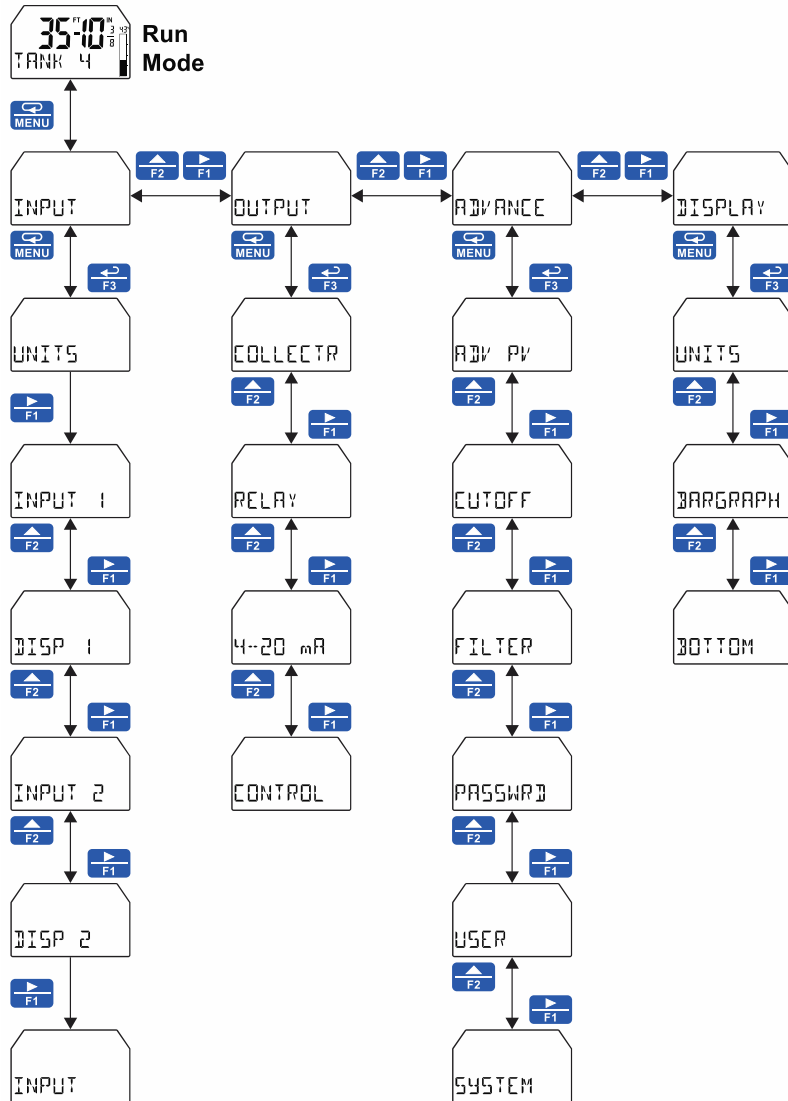 FT IN
35-10 3/8 43%
TANK 4
Run
Mode
MENU
F2 F1 F2 F1 F2 F1
INPUT OUTPUT ADVANCE DISPLAY
MENU MENU MENU MENU
F3 F3 F3 F3
UNITS COLLECTR ADV PV UNITS
F1 F2 F2 F2
F1 F1 F1
INPUT 1 RELAY CUTOFF BARGRAPH
F2 F2 F2 F2
F1 F1 F1 F1
DISP 1 4-20 mA FILTER BOTTOM
F2 F2 F2
F1 F1 F1
INPUT 2 CONTROL PASSWRD
F2 F2
F1 F1
DISP 2 USER
F1 F2
F1
INPUT SYSTEM